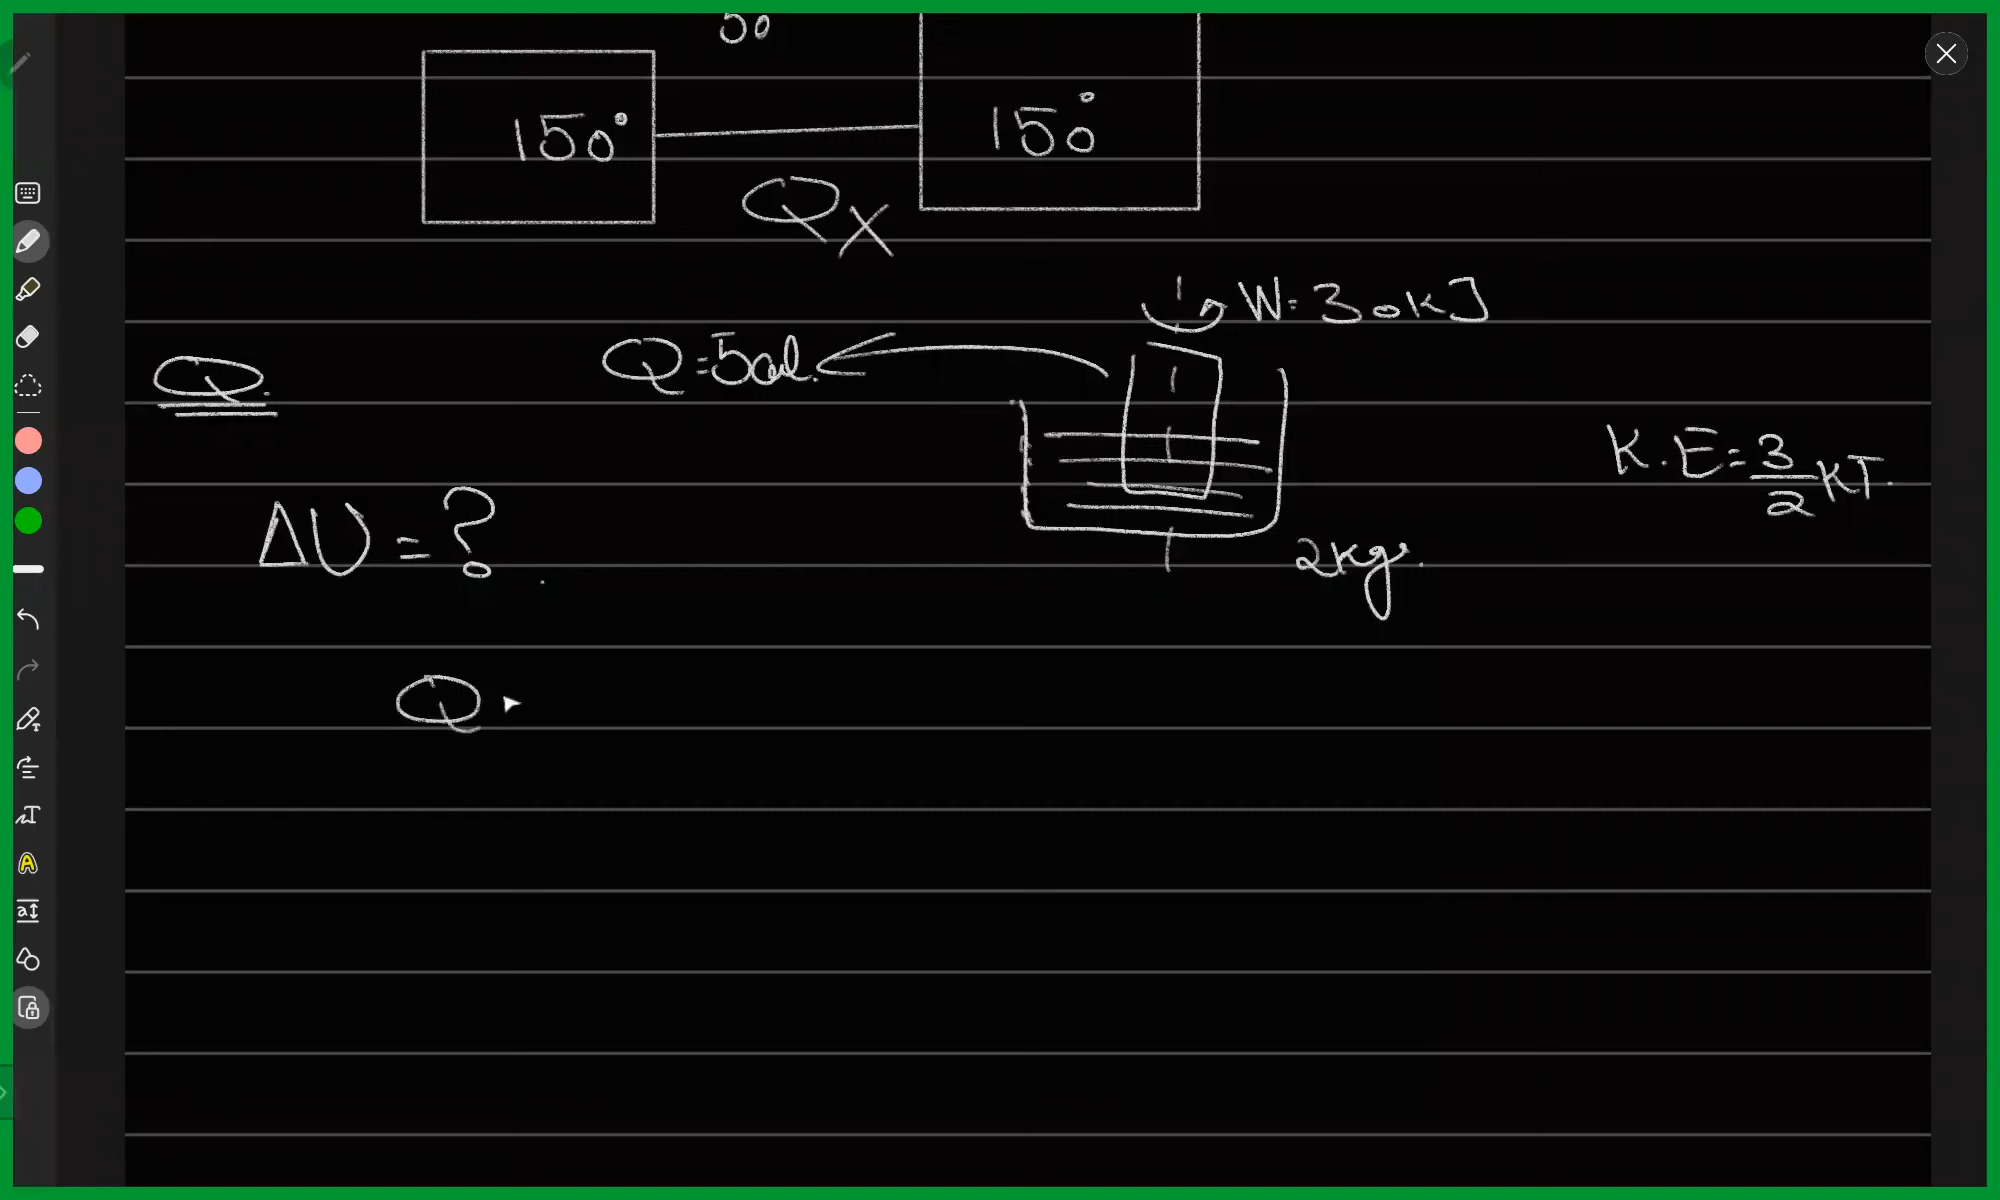 50
150° 150°
Q X
W = 30KJ
Q = 5cal.
Q.
K.E = 3/2 KT.
ΔU = ?
2kg.
Q